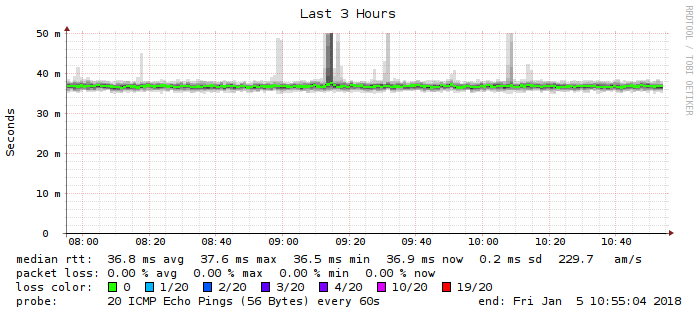 Last 3 Hours
RRDTOOL / TOBI OETIKER
50 m
40 m
30 m
20 m
10 m
0
Seconds
08:00 08:20 08:40 09:00 09:20 09:40 10:00 10:20 10:40
median rtt: 36.8 ms avg 37.6 ms max 36.5 ms min 36.9 ms now 0.2 ms sd 229.7 am/s
packet loss: 0.00 % avg 0.00 % max 0.00 % min 0.00 % now
loss color: 0 1/20 2/20 3/20 4/20 10/20 19/20
probe: 20 ICMP Echo Pings (56 Bytes) every 60s end: Fri Jan 5 10:55:04 2018